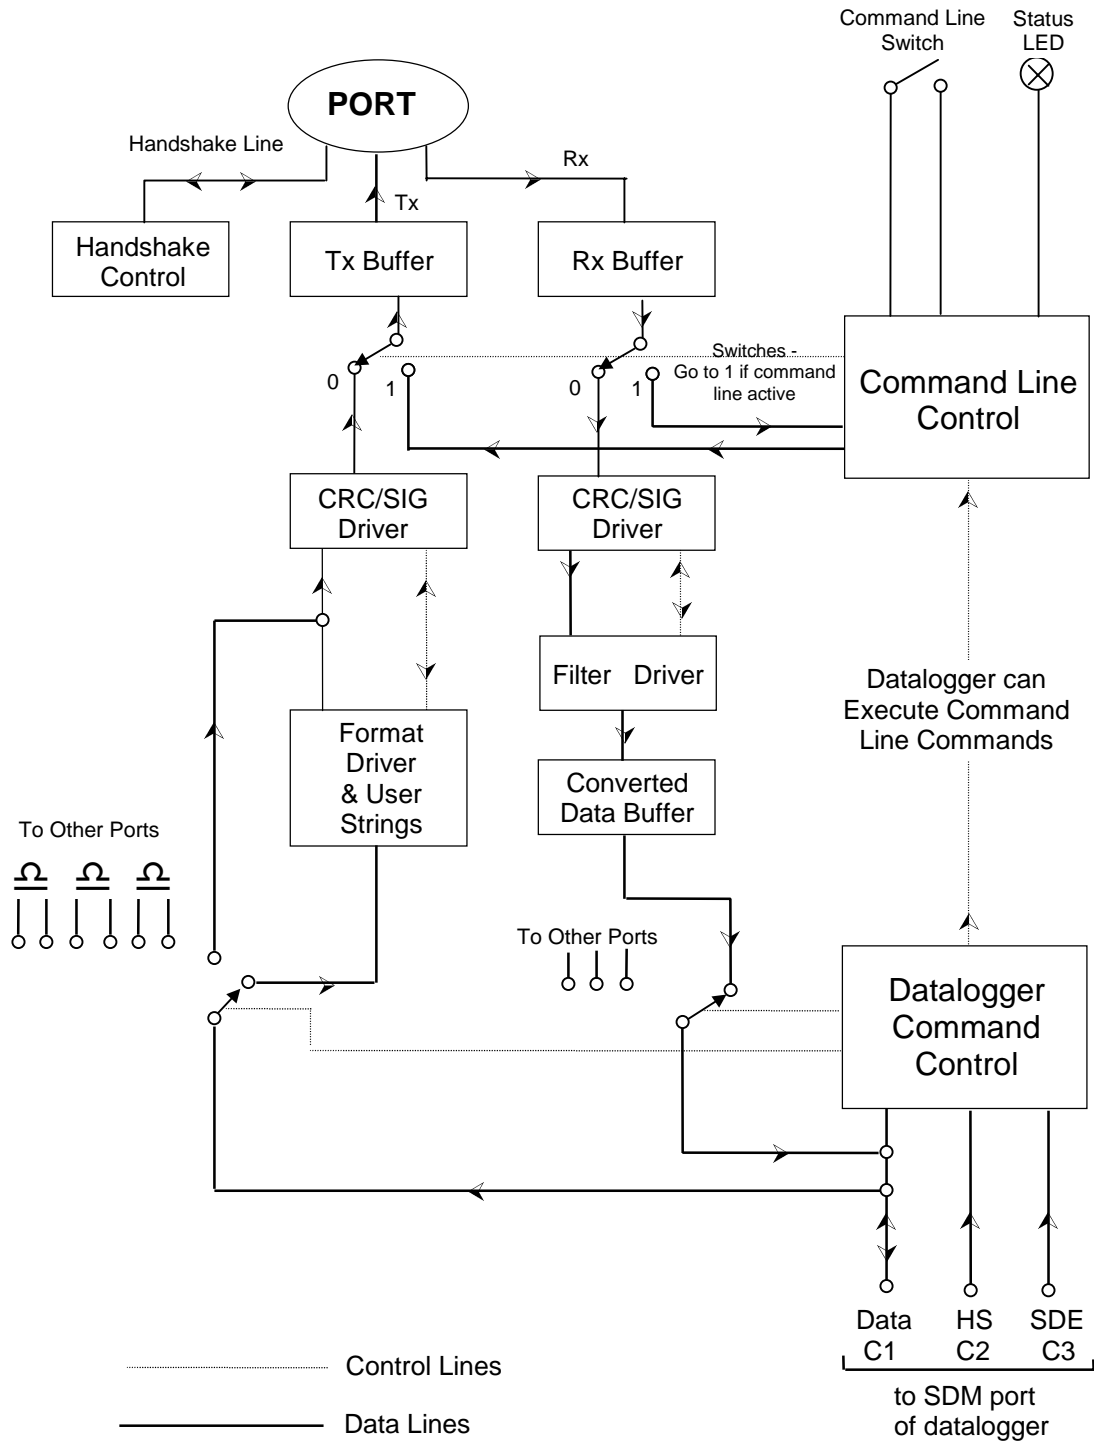 Command Line
Switch
Status
LED
PORT
Handshake Line
Rx
Tx
Handshake
Control
Tx Buffer
Rx Buffer
Switches -
Go to 1 if command
line active
0
1
0
1
Command Line
Control
CRC/SIG
Driver
CRC/SIG
Driver
Filter Driver
Datalogger can
Execute Command
Line Commands
Format
Driver
& User
Strings
Converted
Data Buffer
To Other Ports
To Other Ports
Datalogger
Command
Control
Data
C1
HS
C2
SDE
C3
Control Lines
Data Lines
to SDM port
of datalogger